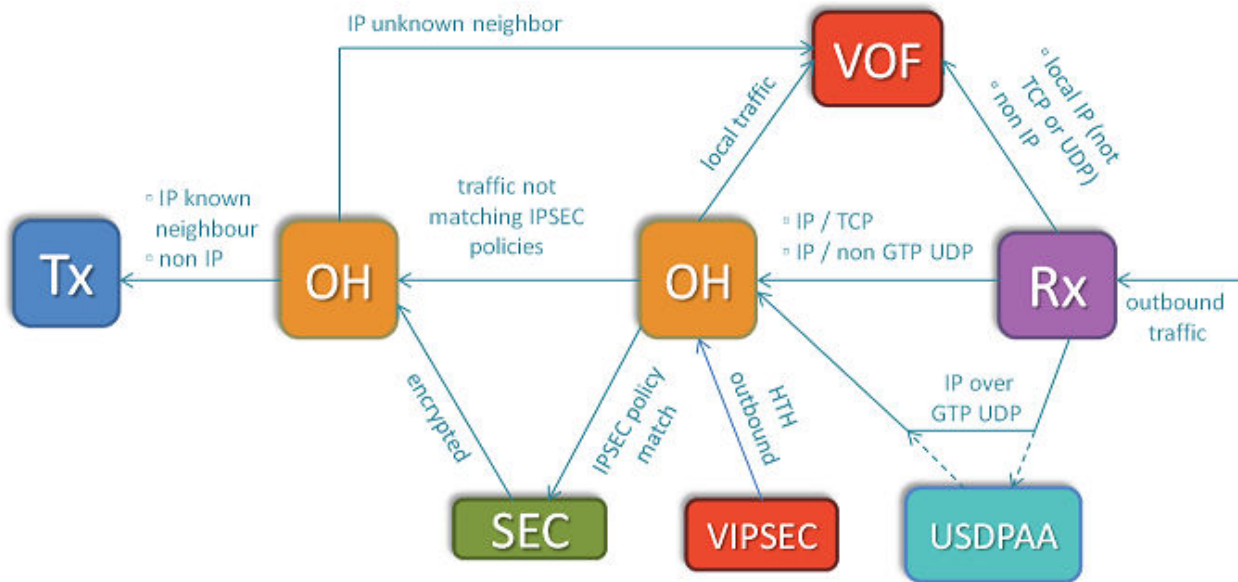 IP unknown neighbor
VOF
local traffic
▫ local IP (not
TCP or UDP)
▫ non IP
▫ IP known
neighbour
▫ non IP
traffic not
matching IPSEC
policies
▫ IP / TCP
▫ IP / non GTP UDP
Tx
OH
OH
Rx
outbound
traffic
encrypted
IPSEC policy
match
HTH
outbound
IP over
GTP UDP
SEC
VIPSEC
USDPAA